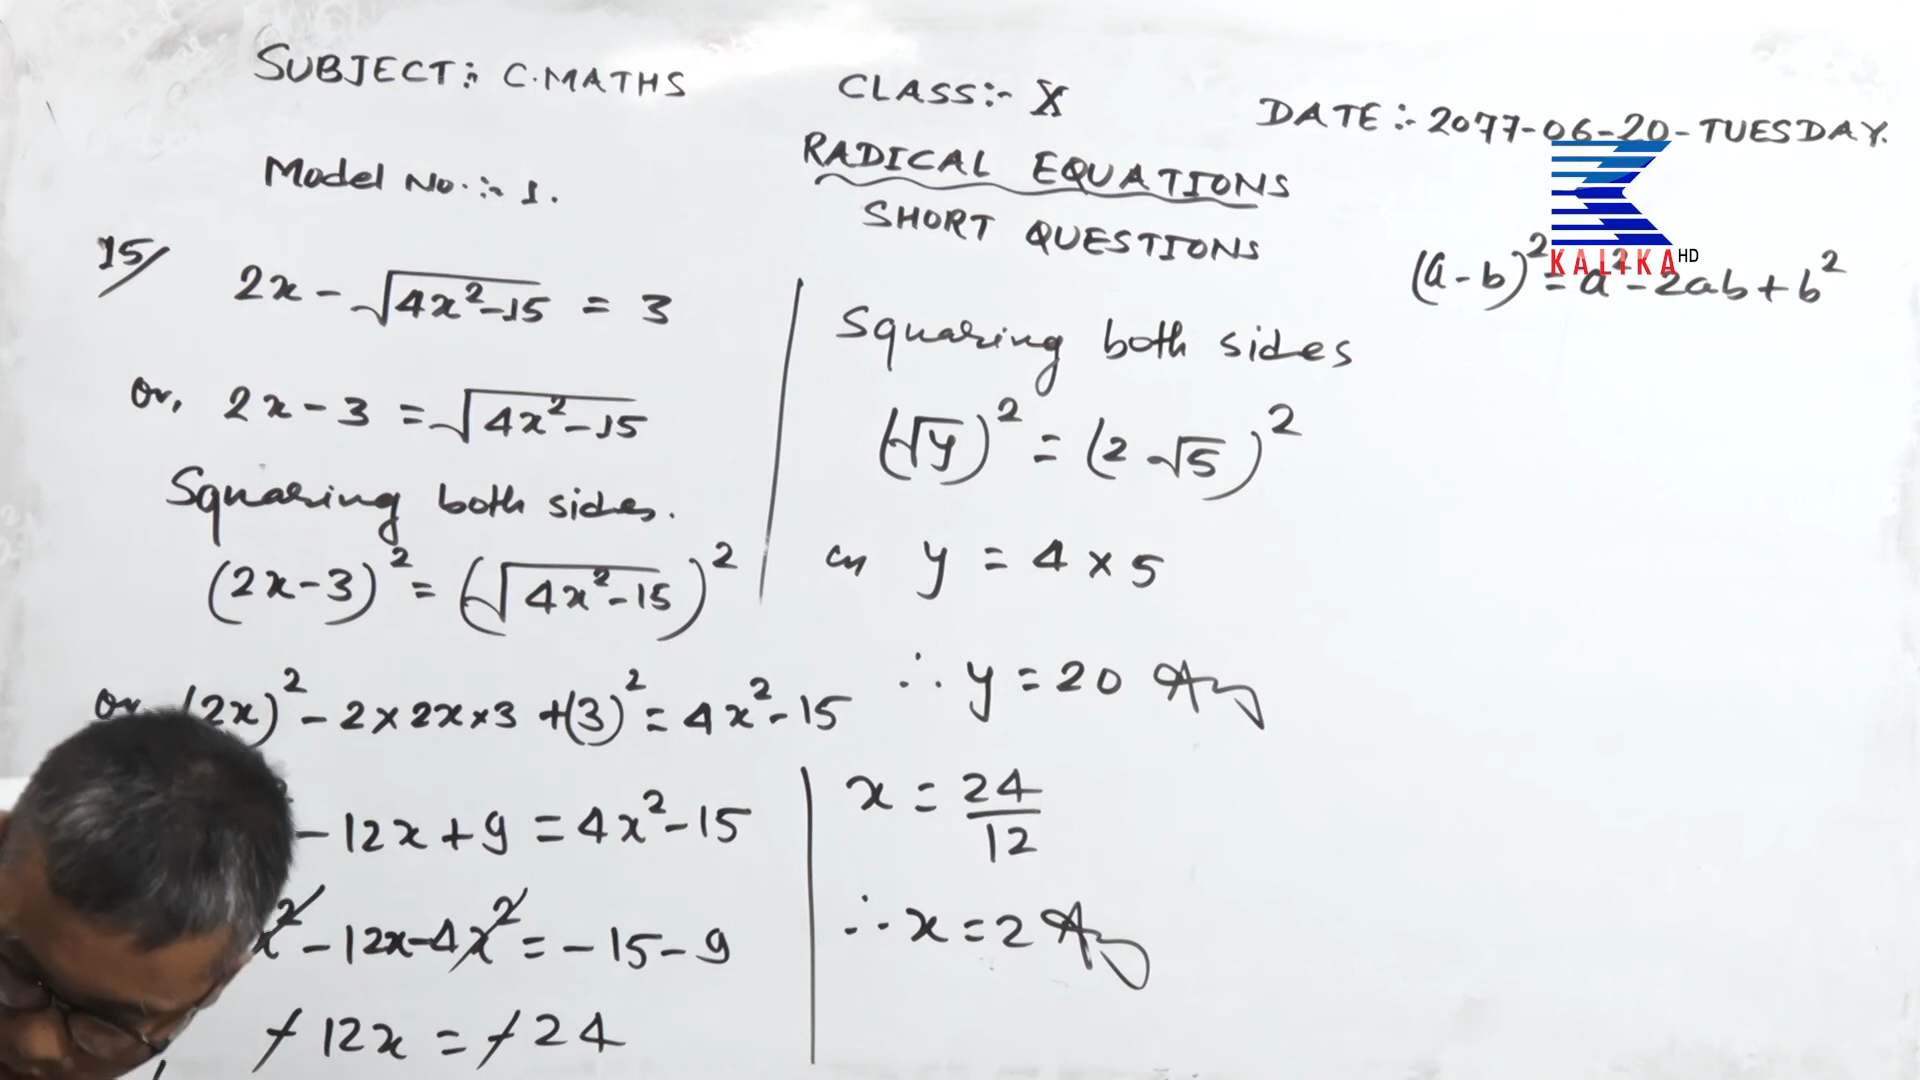 SUBJECT:- C.MATHS
CLASS:- X
DATE:- 2077-06-20-TUESDAY.
Model No.:- 1.
RADICAL EQUATIONS
SHORT QUESTIONS
KALIKA HD
(a-b)² = a²-2ab+b²
15/
2x - √(4x²-15) = 3
or, 2x-3 = √(4x²-15)
Squaring both sides.
(2x-3)² = (√(4x²-15))²
or (2x)² - 2×2x×3 +(3)² = 4x²-15
-12x+9 = 4x²-15
x²-12x-4x² = -15-9
-12x = -24
Squaring both sides
(√y)² = (2√5)²
or y = 4×5
∴ y = 20 Ans
x = 24/12
∴ x = 2 Ans